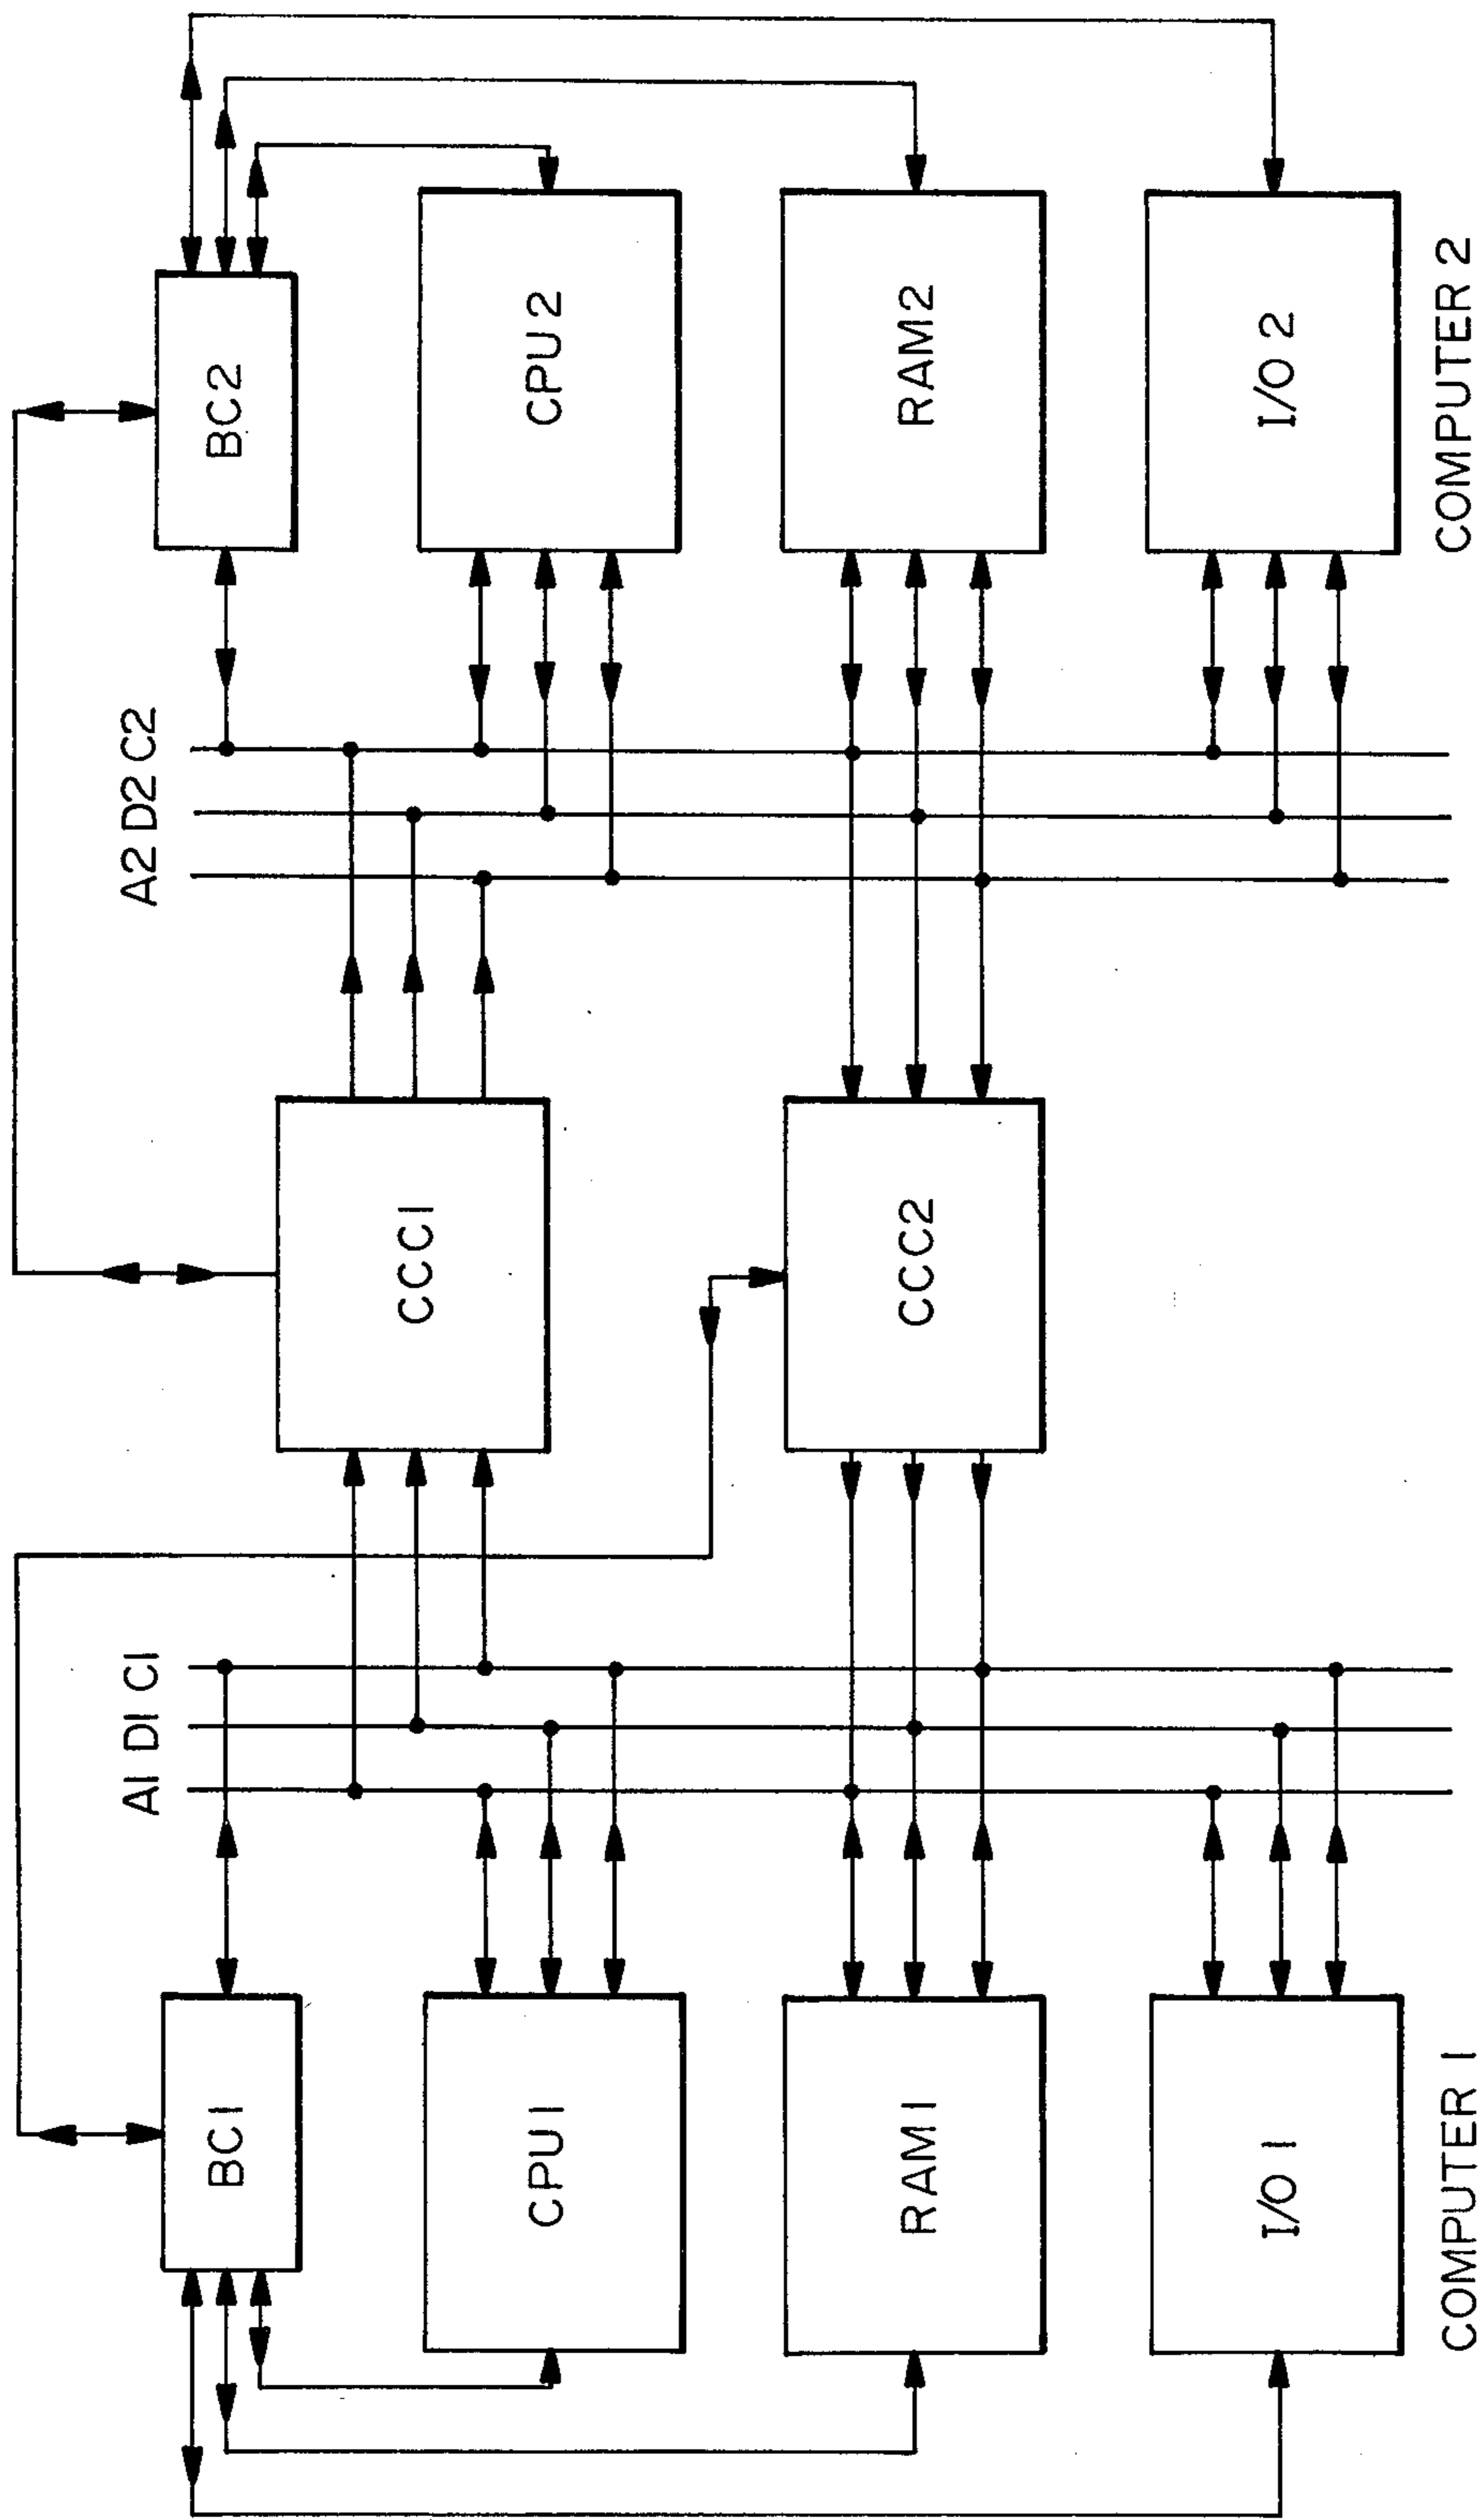 A1 D1 C1
A2 D2 C2
BC1
CCC1
BC2
CPU1
CPU2
RAM1
CCC2
RAM2
I/O 1
I/O 2
COMPUTER 1
COMPUTER 2